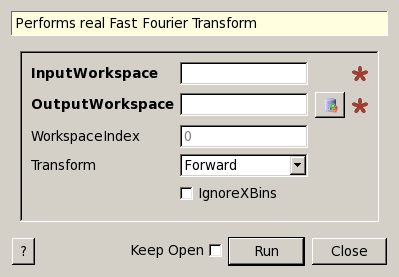 Performs real Fast Fourier Transform
InputWorkspace *
OutputWorkspace *
WorkspaceIndex 0
Transform Forward
IgnoreXBins
? Keep Open Run Close